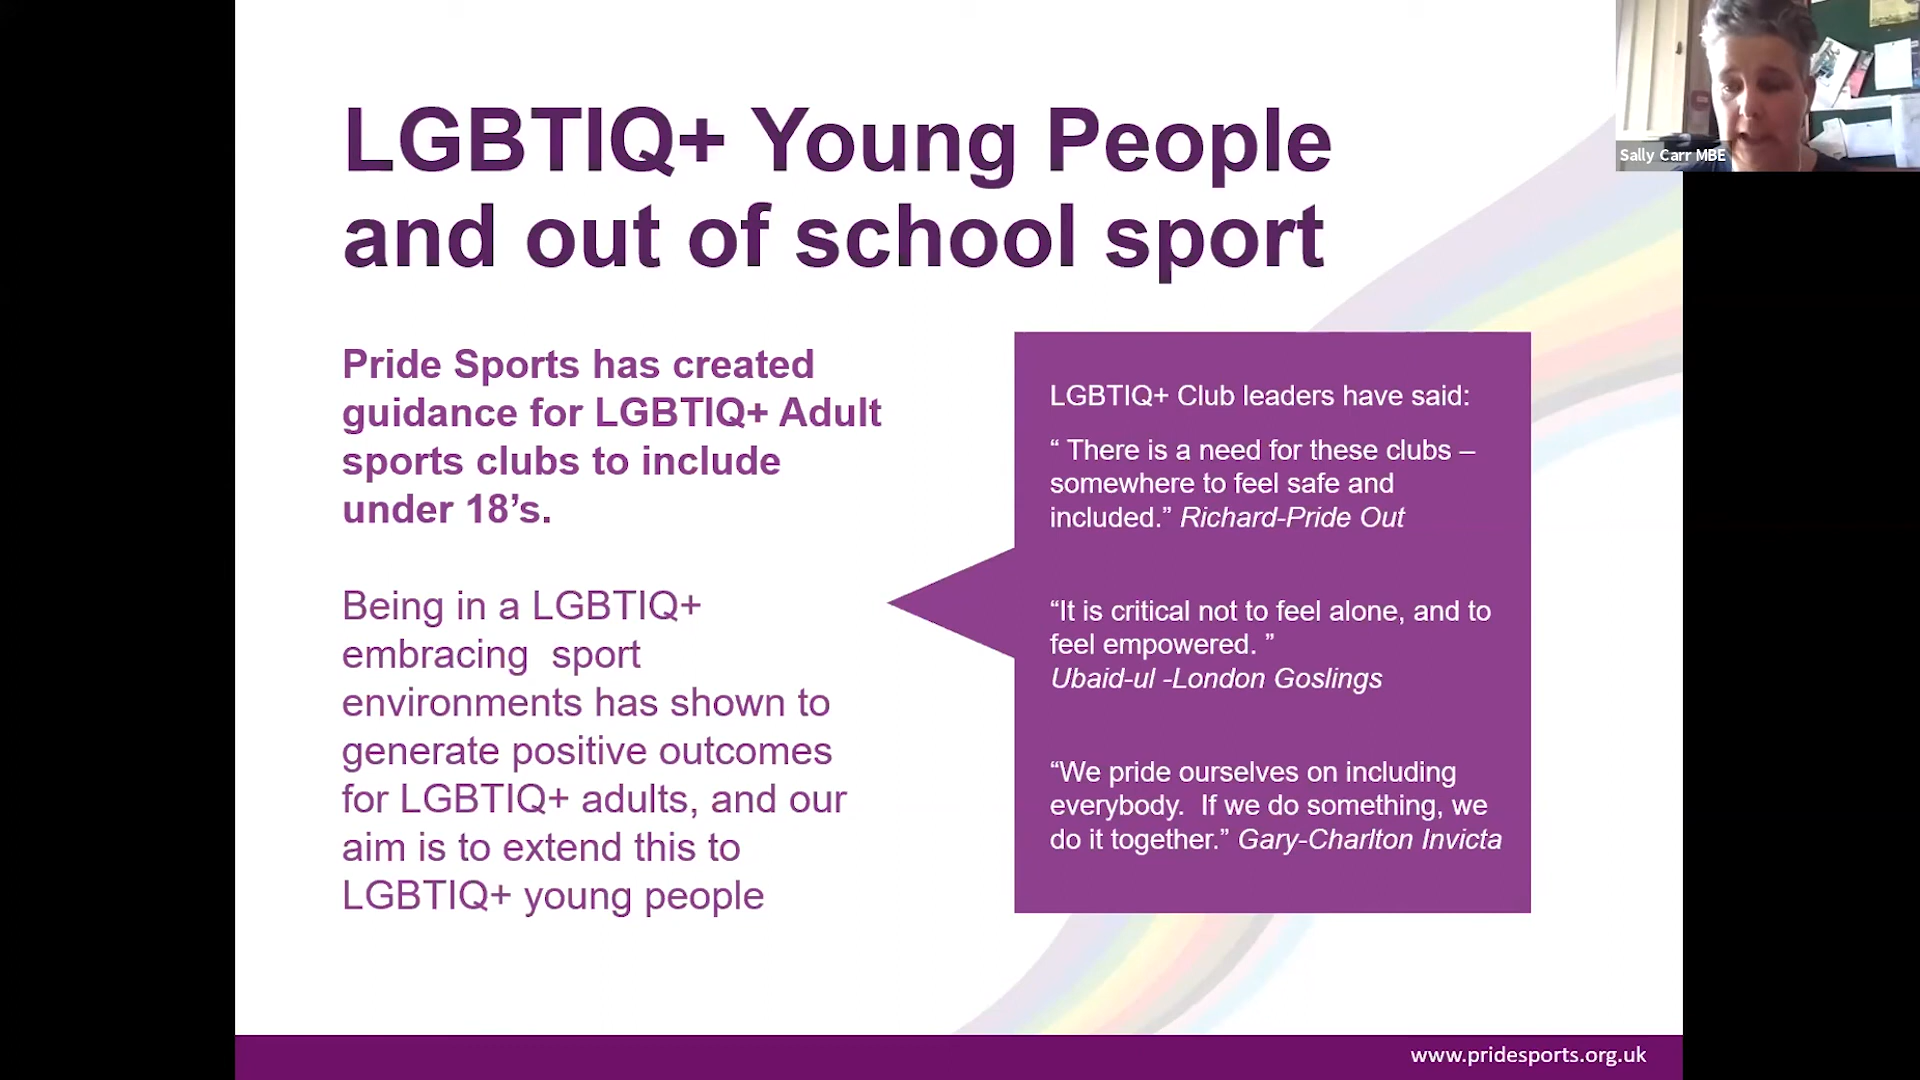 LGBTIQ+ Young People
and out of school sport
Pride Sports has created
guidance for LGBTIQ+ Adult
sports clubs to include
under 18’s.
Being in a LGBTIQ+
embracing  sport
environments has shown to
generate positive outcomes
for LGBTIQ+ adults, and our
aim is to extend this to
LGBTIQ+ young people
LGBTIQ+ Club leaders have said:
“ There is a need for these clubs –
somewhere to feel safe and
included.” Richard-Pride Out
“It is critical not to feel alone, and to
feel empowered. ”
Ubaid-ul -London Goslings
“We pride ourselves on including
everybody.  If we do something, we
do it together.” Gary-Charlton Invicta
Sally Carr MBE
www.pridesports.org.uk